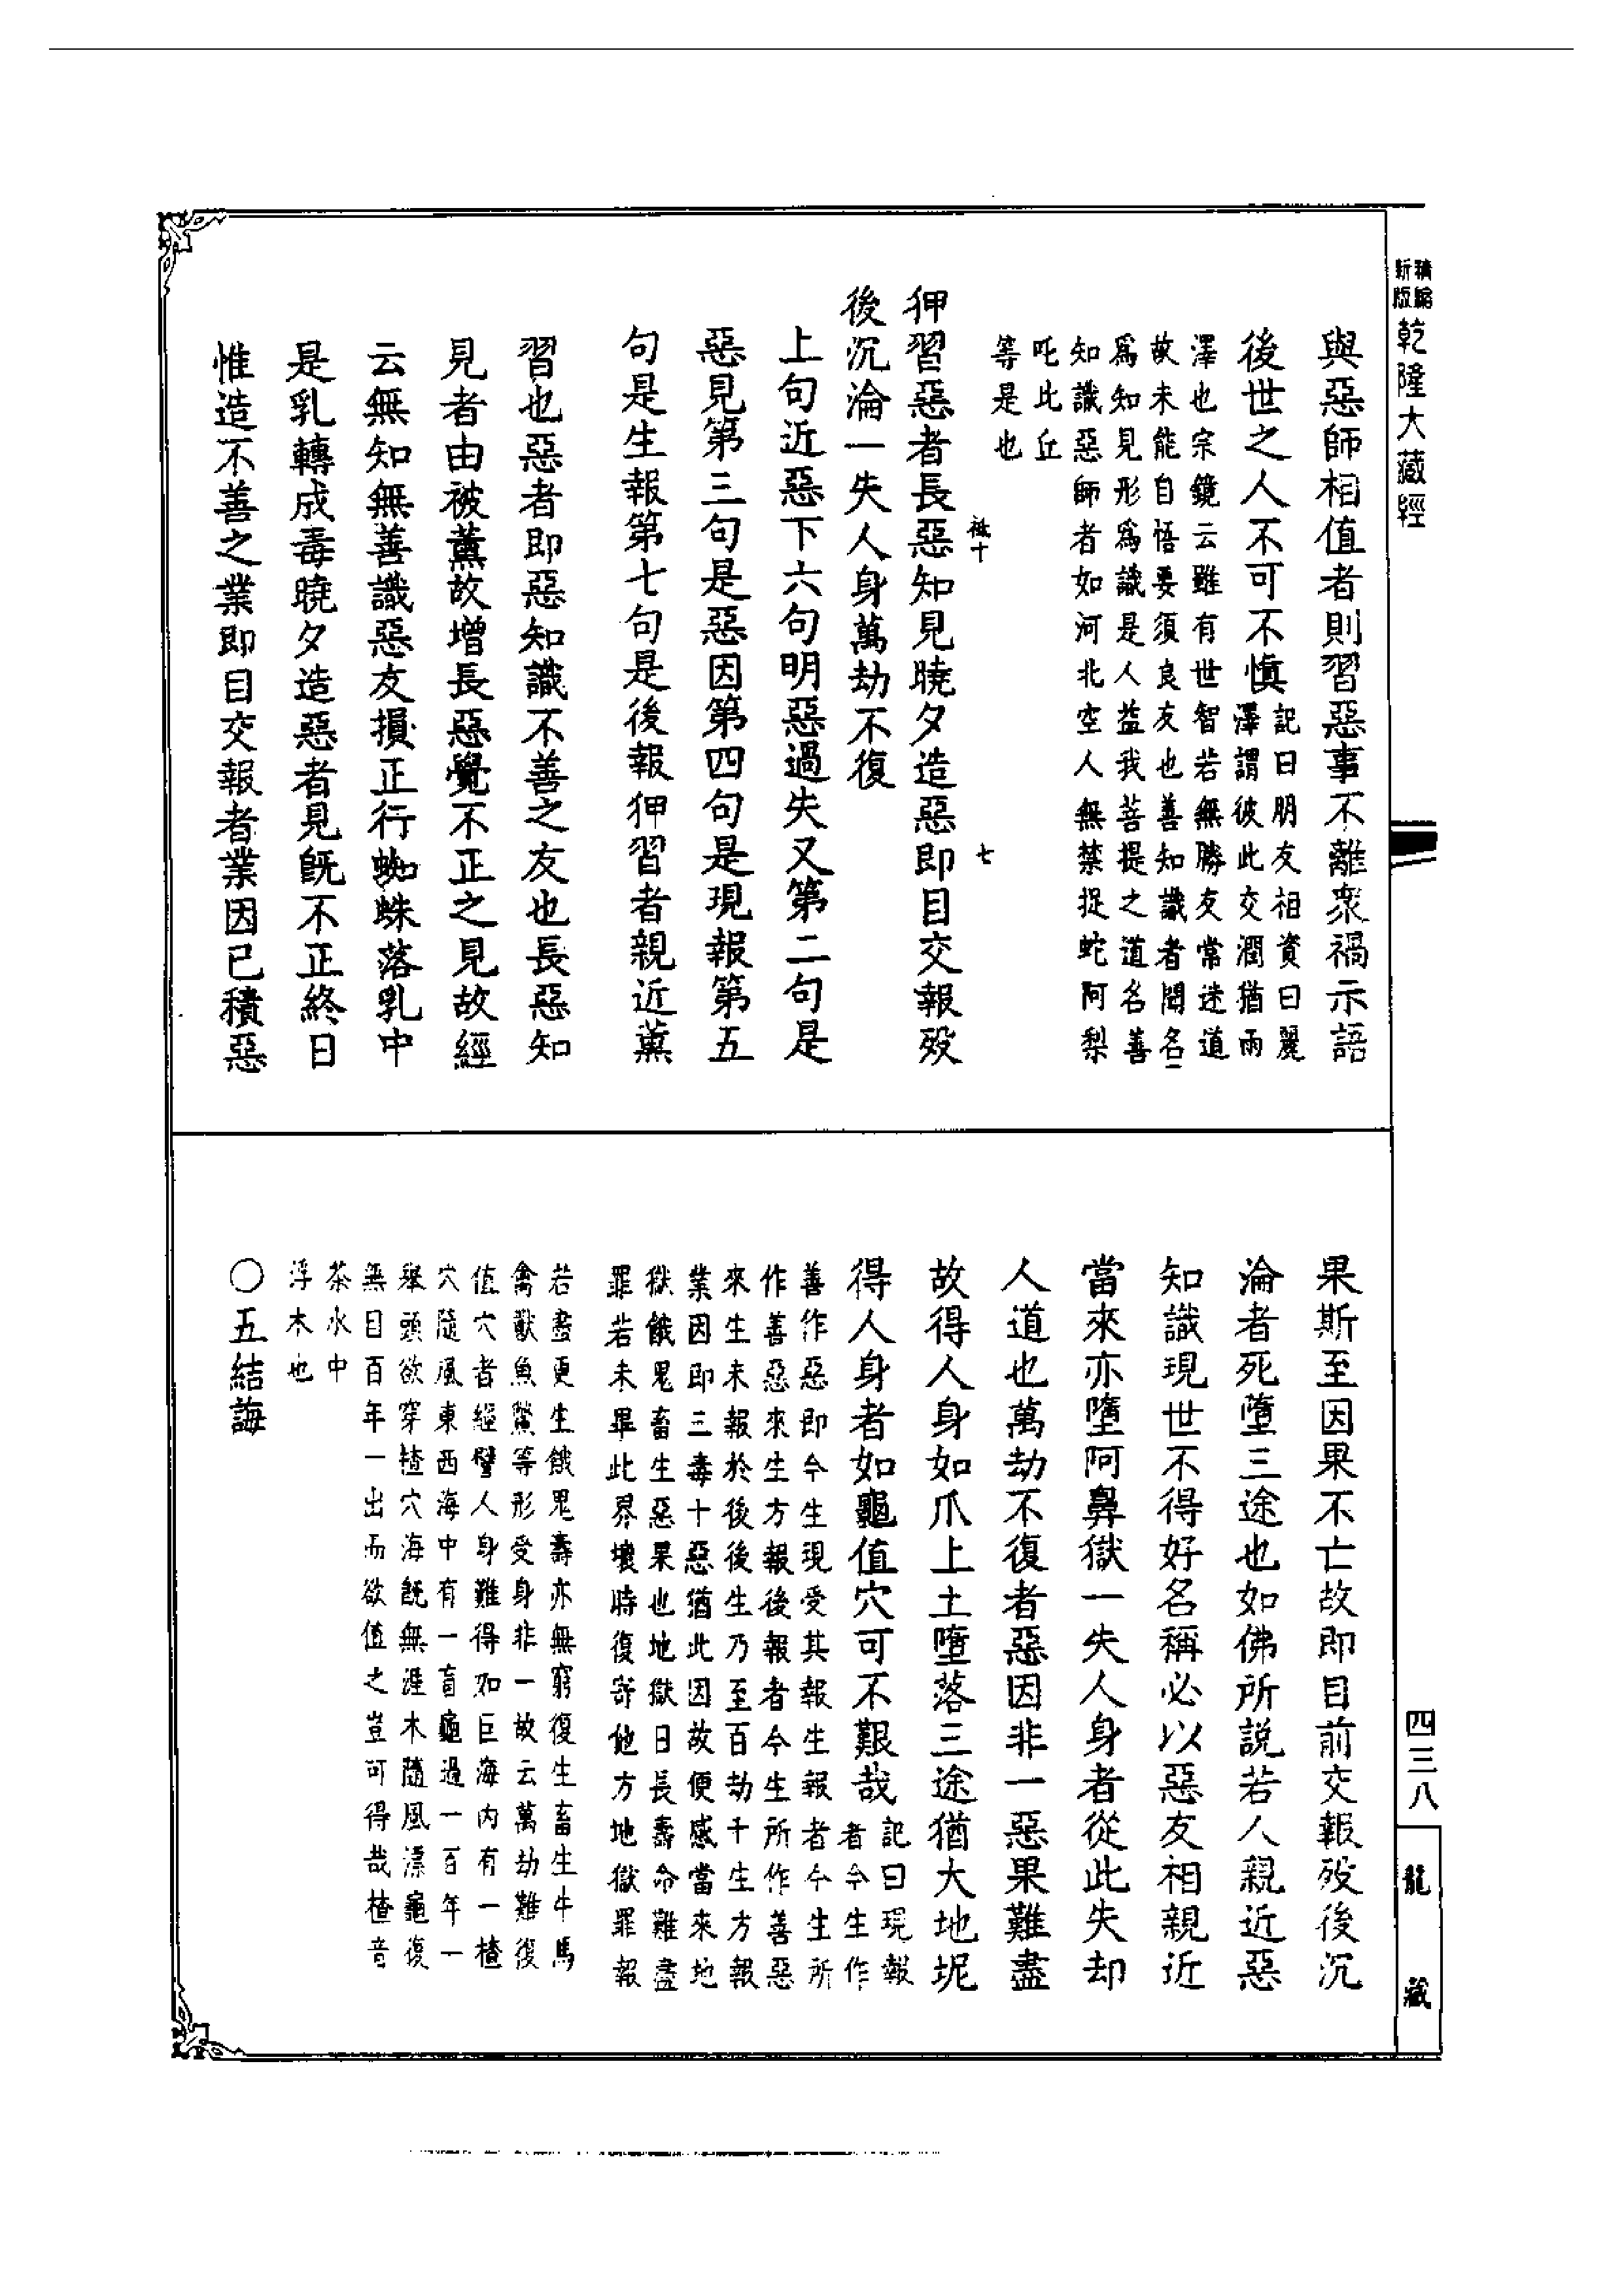 新版
精編
乾隆大藏經
與惡師相值者則習惡事不離衆禍示語
後世之人不可不慎
記曰朋友相資曰麗
澤謂彼此交潤猶兩
澤也宗鏡云雖有世智若無勝友常迷道
故未能自悟要須良友也善知識者聞名
爲知見形爲識是人益我菩提之道名善
知識惡師者如河北空人無禁捉蛇阿梨
吒比丘
等是也
十
七
狎習惡者長惡知見曉夕造惡即目交報歿
後沉淪一失人身萬劫不復
上句近惡下六句明惡過失又第二句是
惡見第三句是惡因第四句是現報第五
句是生報第七句是後報狎習者親近薰
習也惡者即惡知識不善之友也長惡知
見者由被薰故增長惡覺不正之見故經
云無知無善識惡友損正行蜘蛛落乳中
是乳轉成毒曉夕造惡者見既不正終日
惟造不善之業即目交報者業因已積惡
果斯至因果不亡故即目前交報歿後沉
淪者死墮三途也如佛所說若人親近惡
知識現世不得好名稱必以惡友相親近
當來亦墮阿鼻獄一失人身者從此失却
人道也萬劫不復者惡因非一惡果難盡
故得人身如爪上土墮落三途猶大地坭
得人身者如龜值穴可不艱哉
記曰現報
者今生作
善作惡即今生現受其報生報者今生所
作善惡來生方報後報者今生所作善惡
來生未報於後後生乃至百劫千生方報
業因即三毒十惡猶此因故便感當來地
獄餓鬼畜生惡果也地獄日長壽命難盡
罪若未畢此界壞時復寄他方地獄罪報
若盡更生餓鬼壽亦無窮復生畜生牛馬
禽獸魚鱉等形受身非一故云萬劫難復
值穴者經譬人身難得如巨海內有一楂
穴隨風東西海中有一盲龜過一百年一
舉頭欲穿楂穴海既無涯木隨風漂龜復
無目百年一出而欲值之豈可得哉楂音
茶水中
浮木也
〇五結誨
四三八
龍藏